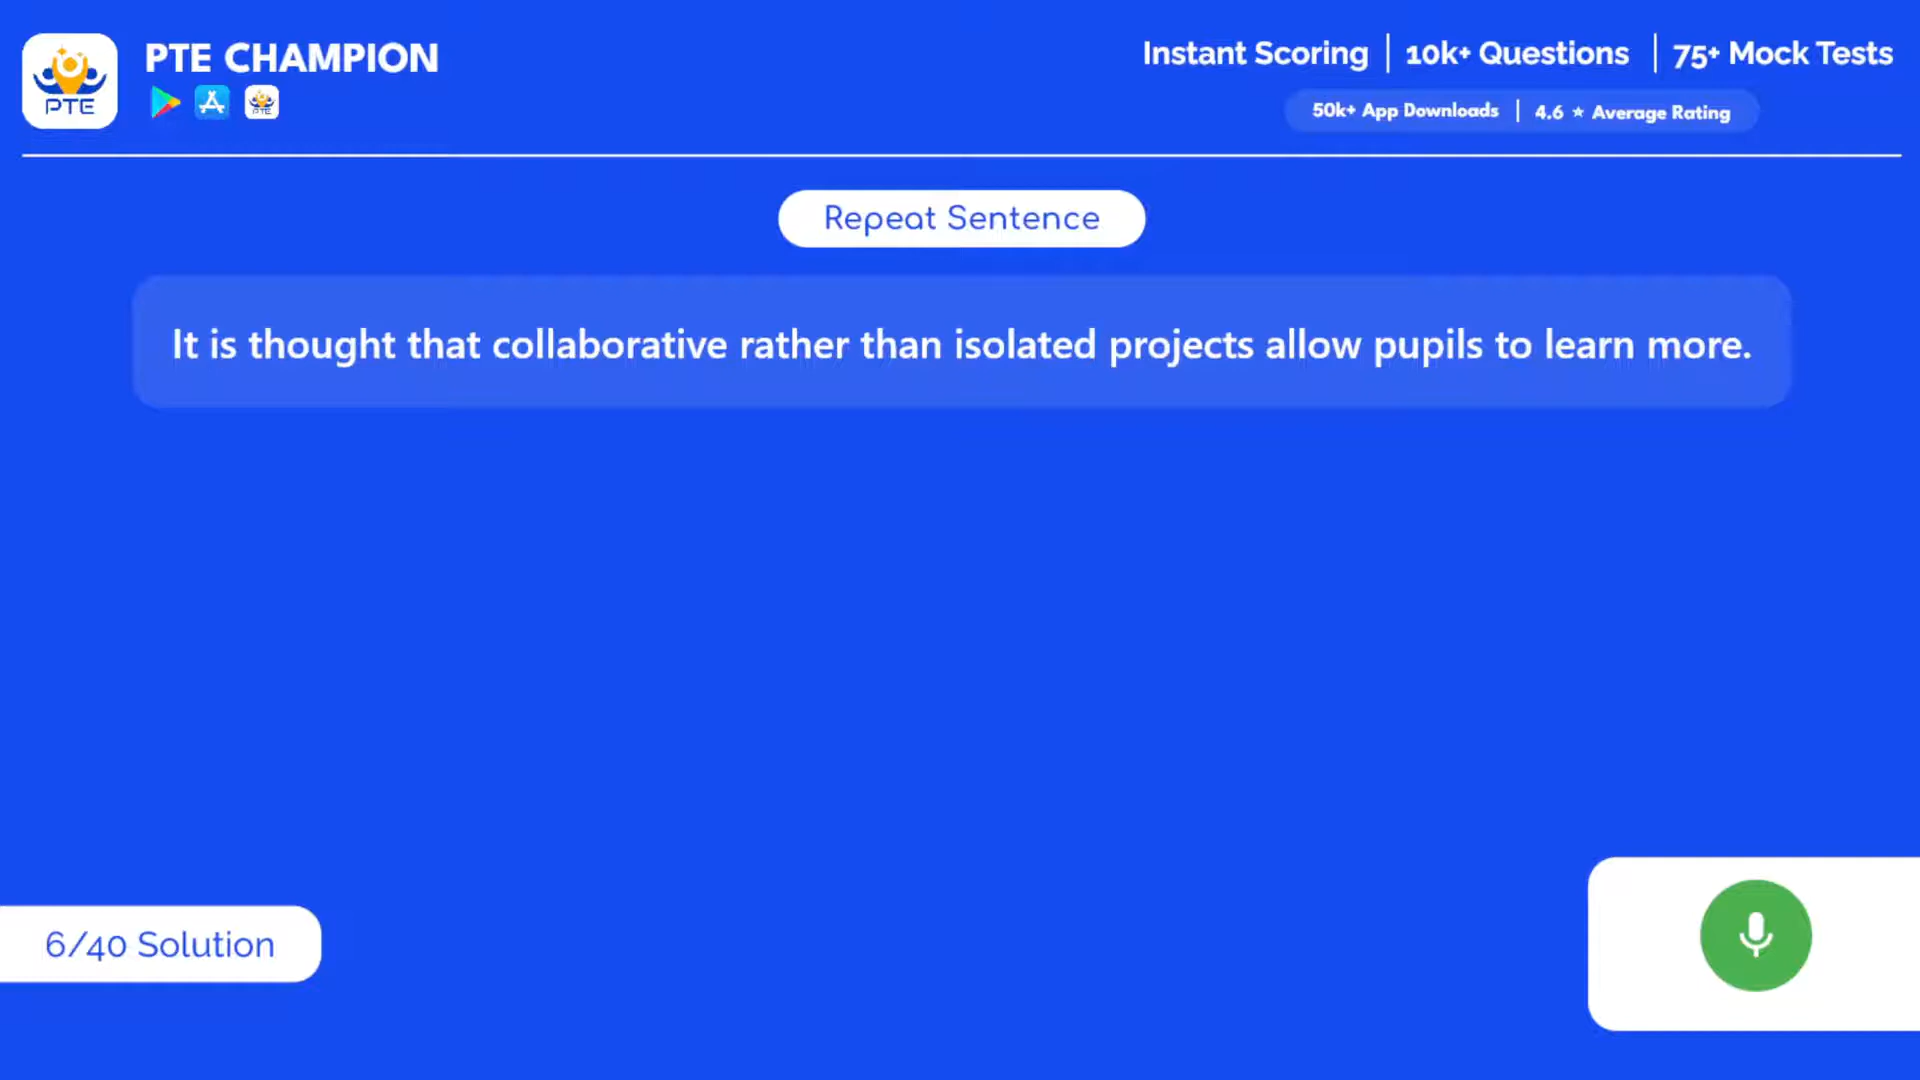 PTE CHAMPION
PTE
PTE
Instant Scoring | 10k+ Questions | 75+ Mock Tests
50k+ App Downloads | 4.6 ★ Average Rating
Repeat Sentence
It is thought that collaborative rather than isolated projects allow pupils to learn more.
6/40 Solution